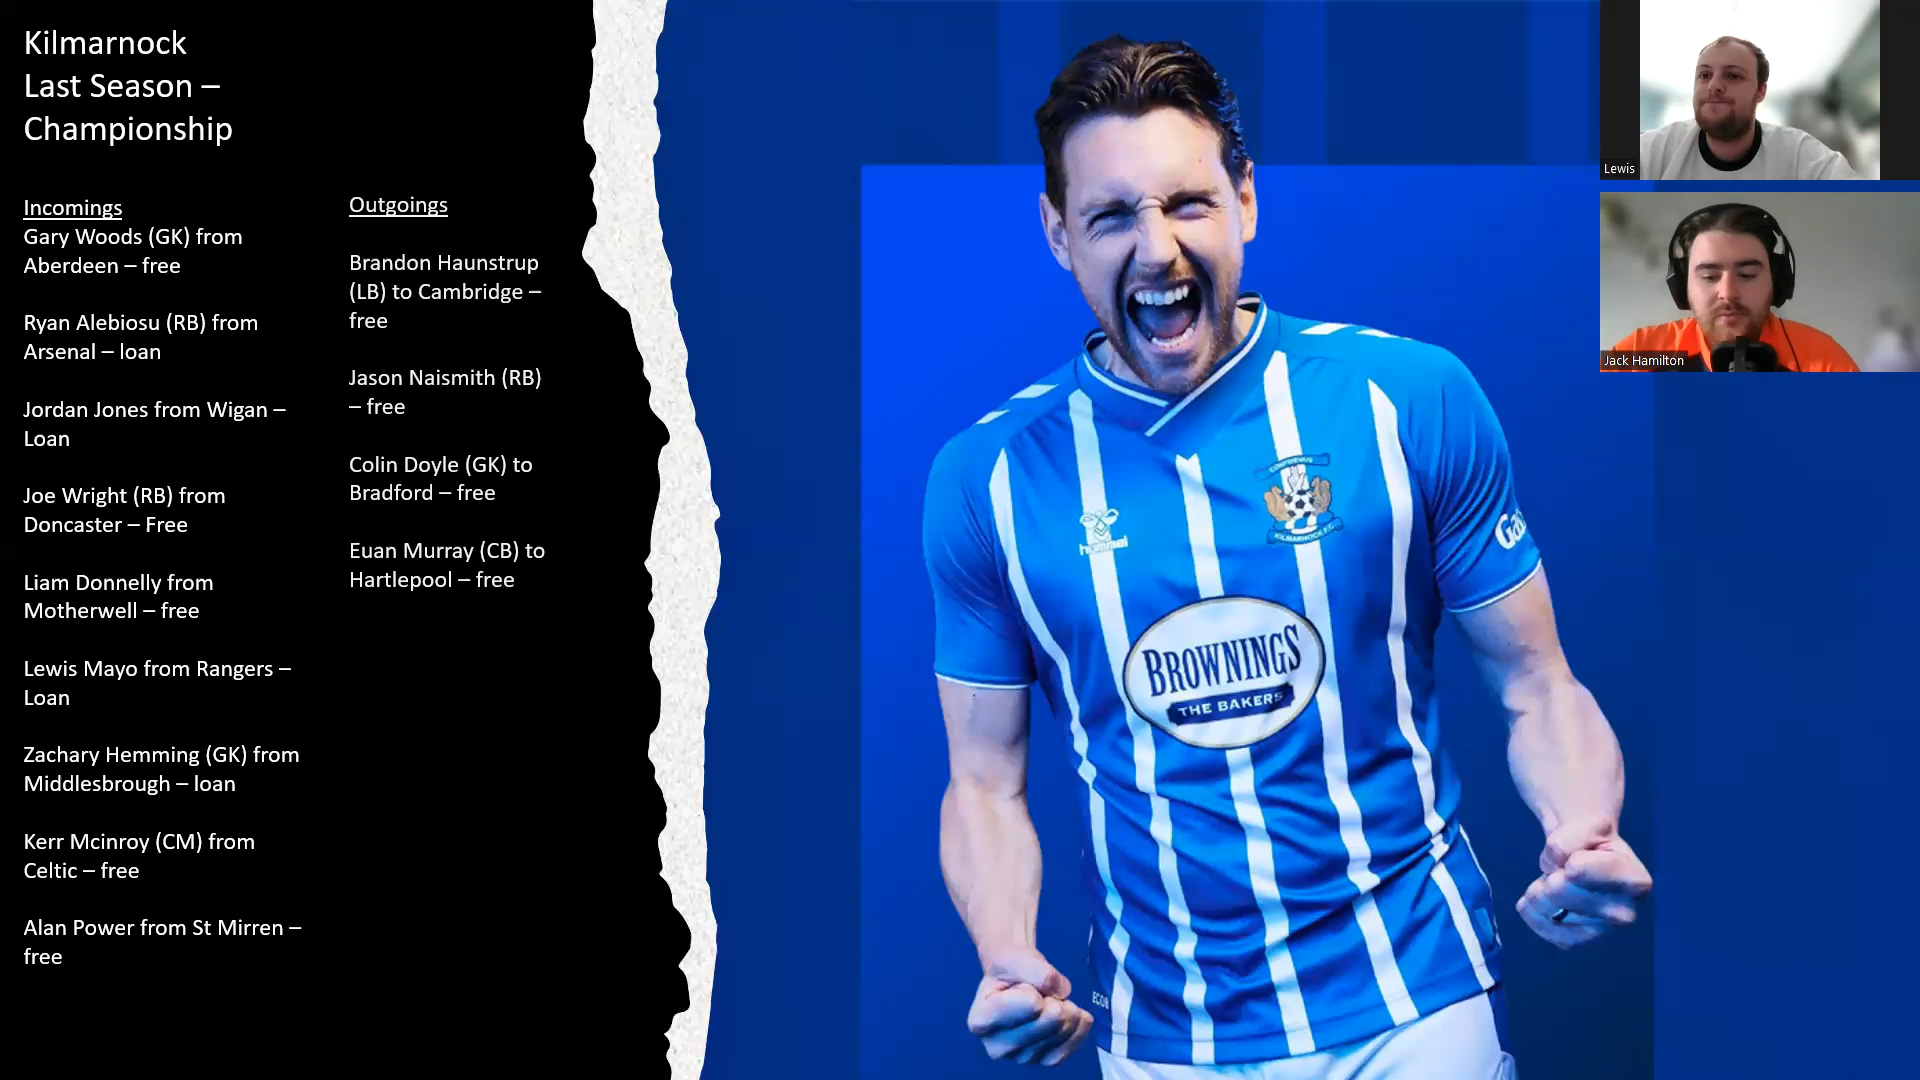 Kilmarnock
Last Season –
Championship
Incomings
Gary Woods (GK) from
Aberdeen – free
Ryan Alebiosu (RB) from
Arsenal – loan
Jordan Jones from Wigan –
Loan
Joe Wright (RB) from
Doncaster – Free
Liam Donnelly from
Motherwell – free
Lewis Mayo from Rangers –
Loan
Zachary Hemming (GK) from
Middlesbrough – loan
Kerr Mcinroy (CM) from
Celtic – free
Alan Power from St Mirren –
free
Outgoings
Brandon Haunstrup
(LB) to Cambridge –
free
Jason Naismith (RB)
– free
Colin Doyle (GK) to
Bradford – free
Euan Murray (CB) to
Hartlepool – free
CONFIDEMUS
KILMARNOCK F.C.
hummel
BROWNINGS
THE BAKERS
Lewis
Jack Hamilton